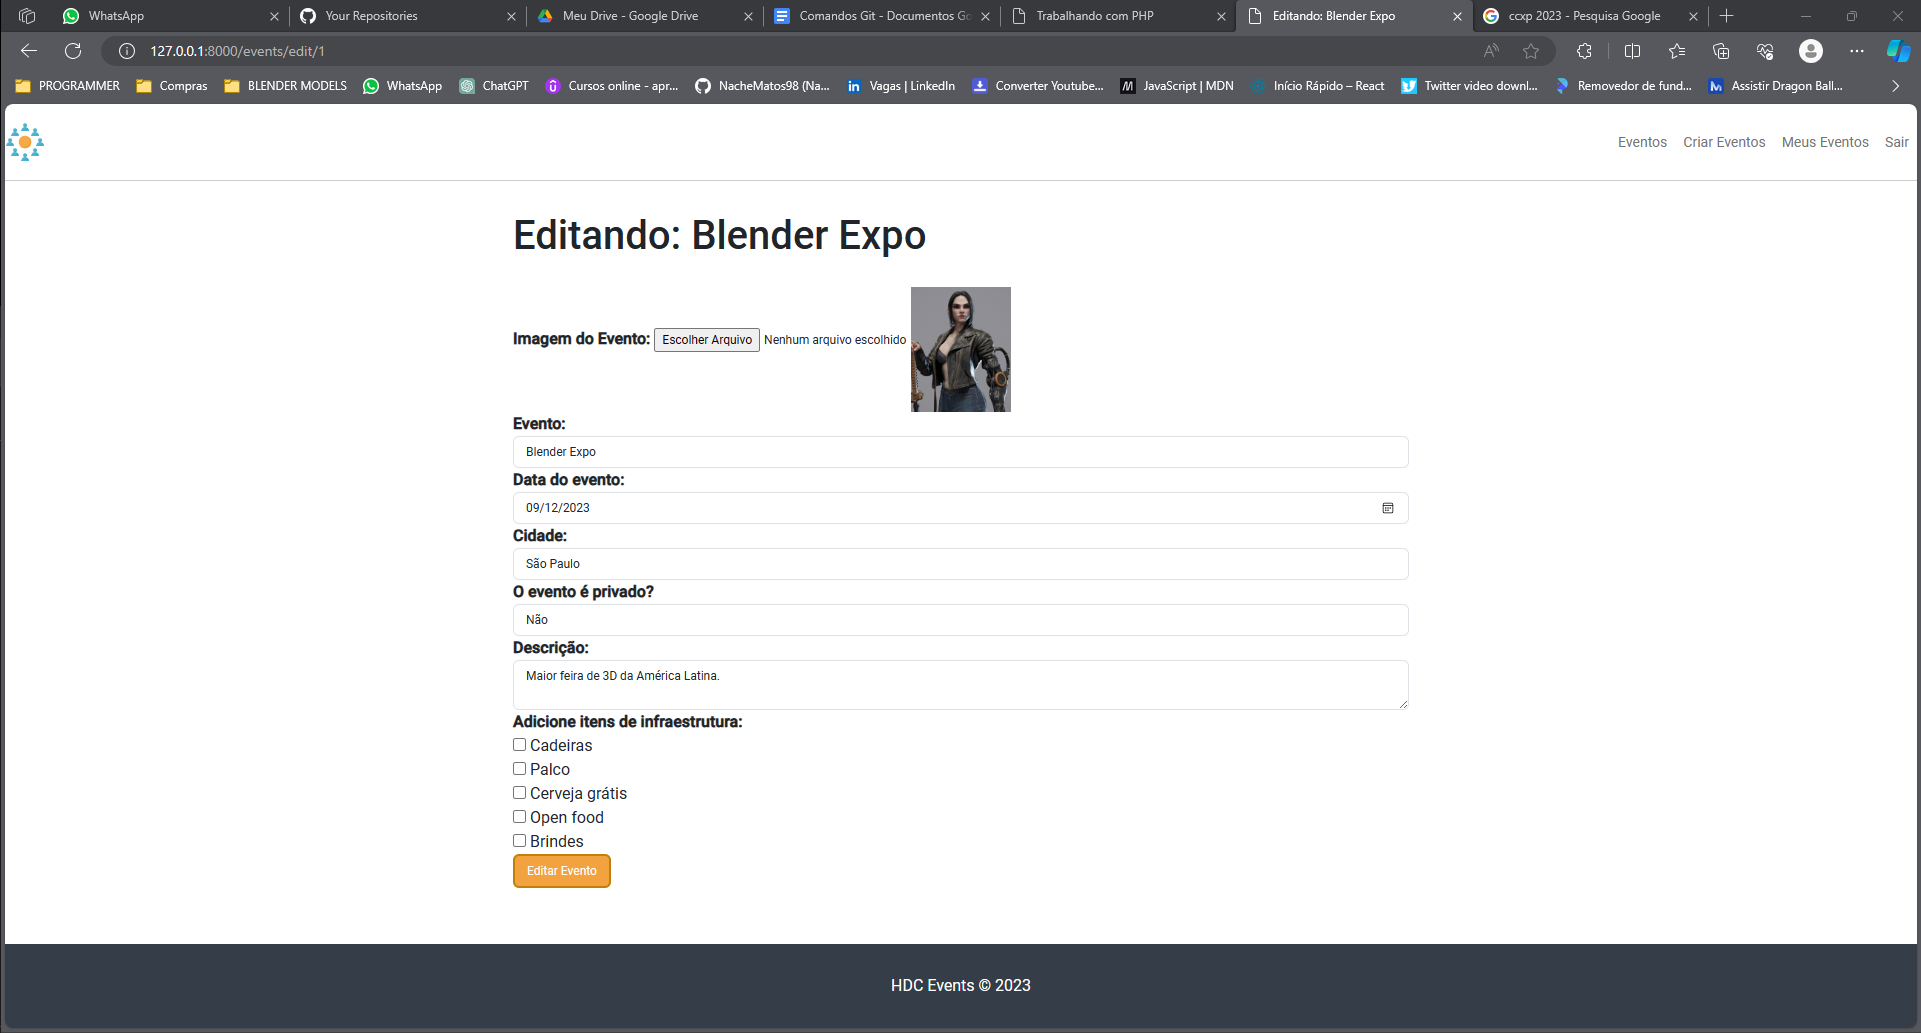 WhatsApp
Your Repositories
Meu Drive - Google Drive
Comandos Git - Documentos Go
Trabalhando com PHP
Editando: Blender Expo
ccxp 2023 - Pesquisa Google
127.0.0.1:8000/events/edit/1
PROGRAMMER
Compras
BLENDER MODELS
WhatsApp
ChatGPT
Cursos online - apr...
NacheMatos98 (Na...
Vagas | LinkedIn
Converter Youtube...
JavaScript | MDN
Início Rápido – React
Twitter video downl...
Removedor de fund...
Assistir Dragon Ball...
Eventos
Criar Eventos
Meus Eventos
Sair
Editando: Blender Expo
Imagem do Evento: Escolher Arquivo Nenhum arquivo escolhido
Evento:
Blender Expo
Data do evento:
09/12/2023
Cidade:
São Paulo
O evento é privado?
Não
Descrição:
Maior feira de 3D da América Latina.
Adicione itens de infraestrutura:
Cadeiras
Palco
Cerveja grátis
Open food
Brindes
Editar Evento
HDC Events © 2023